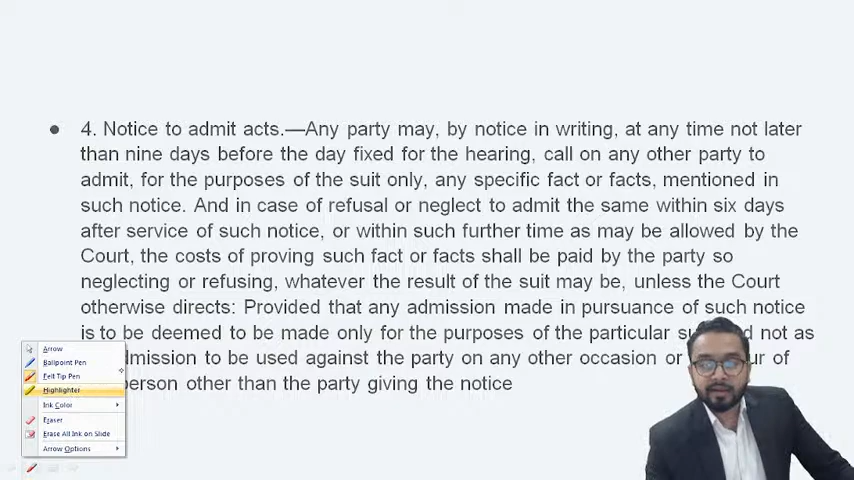 4. Notice to admit acts.—Any party may, by notice in writing, at any time not later
than nine days before the day fixed for the hearing, call on any other party to
admit, for the purposes of the suit only, any specific fact or facts, mentioned in
such notice. And in case of refusal or neglect to admit the same within six days
after service of such notice, or within such further time as may be allowed by the
Court, the costs of proving such fact or facts shall be paid by the party so
neglecting or refusing, whatever the result of the suit may be, unless the Court
otherwise directs: Provided that any admission made in pursuance of such notice
is to be deemed to be made only for the purposes of the particular not as
to be used against the party on any other occasion or of
person other than the party giving the notice
Arrow
Ballpoint Pen
Felt Tip Pen
Highlighter
Ink Color
Eraser
Erase All Ink on Slide
Arrow Options